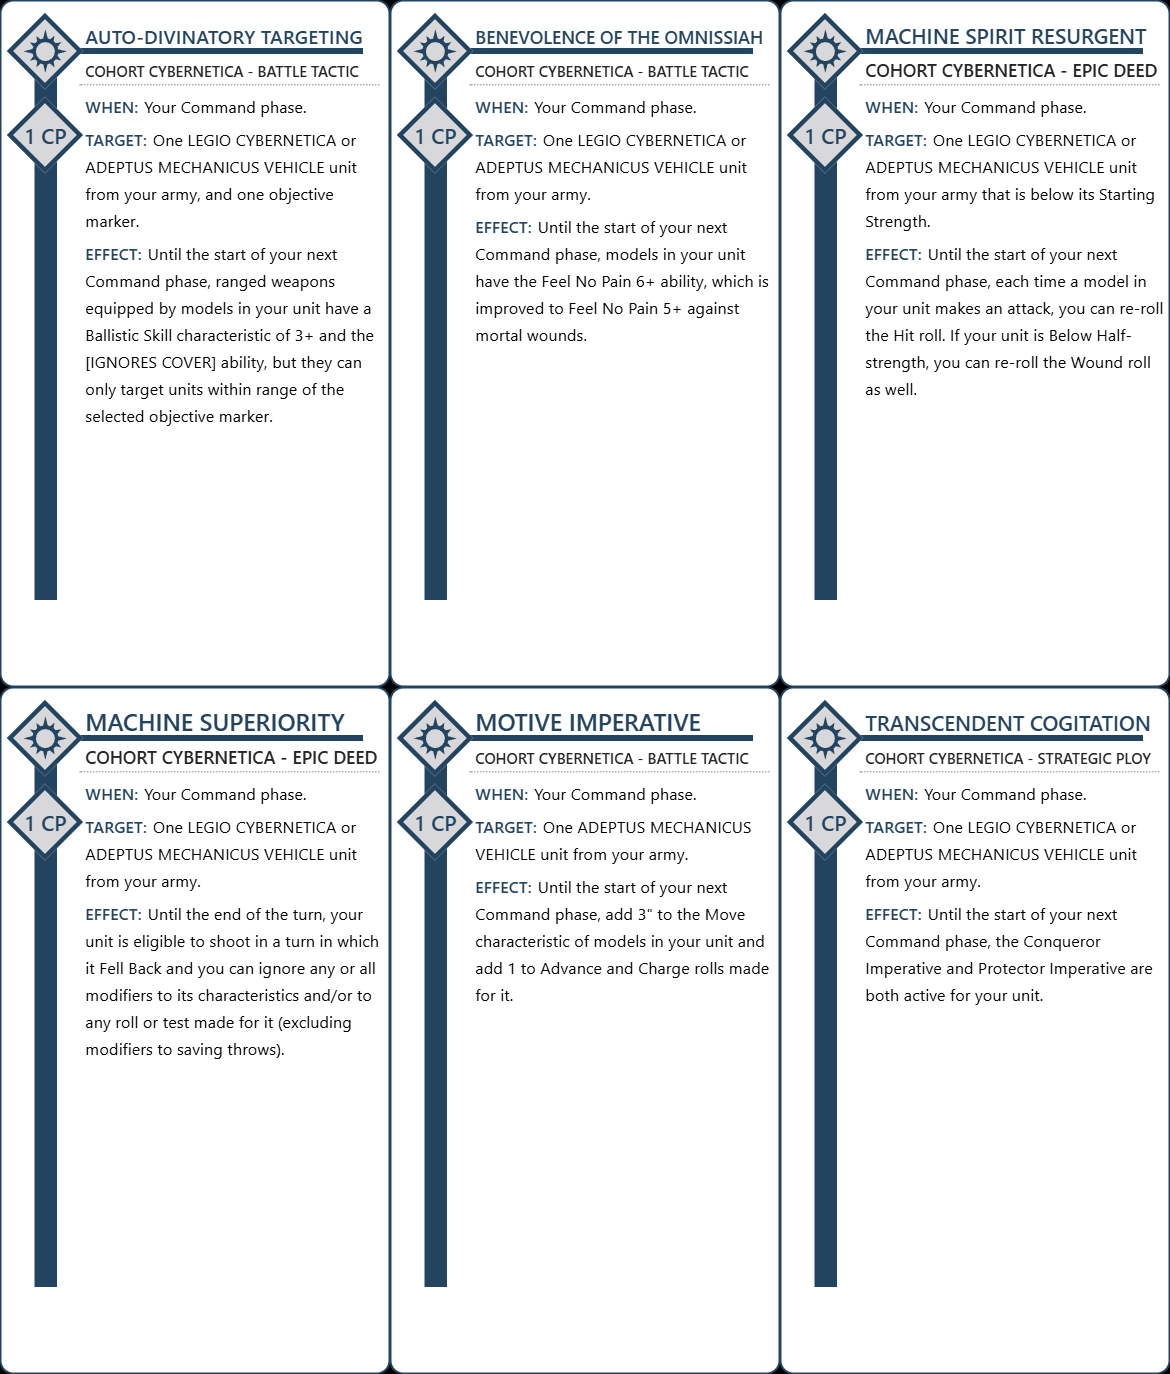 AUTO-DIVINATORY TARGETING
COHORT CYBERNETICA - BATTLE TACTIC
1 CP
WHEN: Your Command phase.
TARGET: One LEGIO CYBERNETICA or
ADEPTUS MECHANICUS VEHICLE unit
from your army, and one objective
marker.
EFFECT: Until the start of your next
Command phase, ranged weapons
equipped by models in your unit have a
Ballistic Skill characteristic of 3+ and the
[IGNORES COVER] ability, but they can
only target units within range of the
selected objective marker.
BENEVOLENCE OF THE OMNISSIAH
COHORT CYBERNETICA - BATTLE TACTIC
1 CP
WHEN: Your Command phase.
TARGET: One LEGIO CYBERNETICA or
ADEPTUS MECHANICUS VEHICLE unit
from your army.
EFFECT: Until the start of your next
Command phase, models in your unit
have the Feel No Pain 6+ ability, which is
improved to Feel No Pain 5+ against
mortal wounds.
MACHINE SPIRIT RESURGENT
COHORT CYBERNETICA - EPIC DEED
1 CP
WHEN: Your Command phase.
TARGET: One LEGIO CYBERNETICA or
ADEPTUS MECHANICUS VEHICLE unit
from your army that is below its Starting
Strength.
EFFECT: Until the start of your next
Command phase, each time a model in
your unit makes an attack, you can re-roll
the Hit roll. If your unit is Below Half-
strength, you can re-roll the Wound roll
as well.
MACHINE SUPERIORITY
COHORT CYBERNETICA - EPIC DEED
1 CP
WHEN: Your Command phase.
TARGET: One LEGIO CYBERNETICA or
ADEPTUS MECHANICUS VEHICLE unit
from your army.
EFFECT: Until the end of the turn, your
unit is eligible to shoot in a turn in which
it Fell Back and you can ignore any or all
modifiers to its characteristics and/or to
any roll or test made for it (excluding
modifiers to saving throws).
MOTIVE IMPERATIVE
COHORT CYBERNETICA - BATTLE TACTIC
1 CP
WHEN: Your Command phase.
TARGET: One ADEPTUS MECHANICUS
VEHICLE unit from your army.
EFFECT: Until the start of your next
Command phase, add 3" to the Move
characteristic of models in your unit and
add 1 to Advance and Charge rolls made
for it.
TRANSCENDENT COGITATION
COHORT CYBERNETICA - STRATEGIC PLOY
1 CP
WHEN: Your Command phase.
TARGET: One LEGIO CYBERNETICA or
ADEPTUS MECHANICUS VEHICLE unit
from your army.
EFFECT: Until the start of your next
Command phase, the Conqueror
Imperative and Protector Imperative are
both active for your unit.